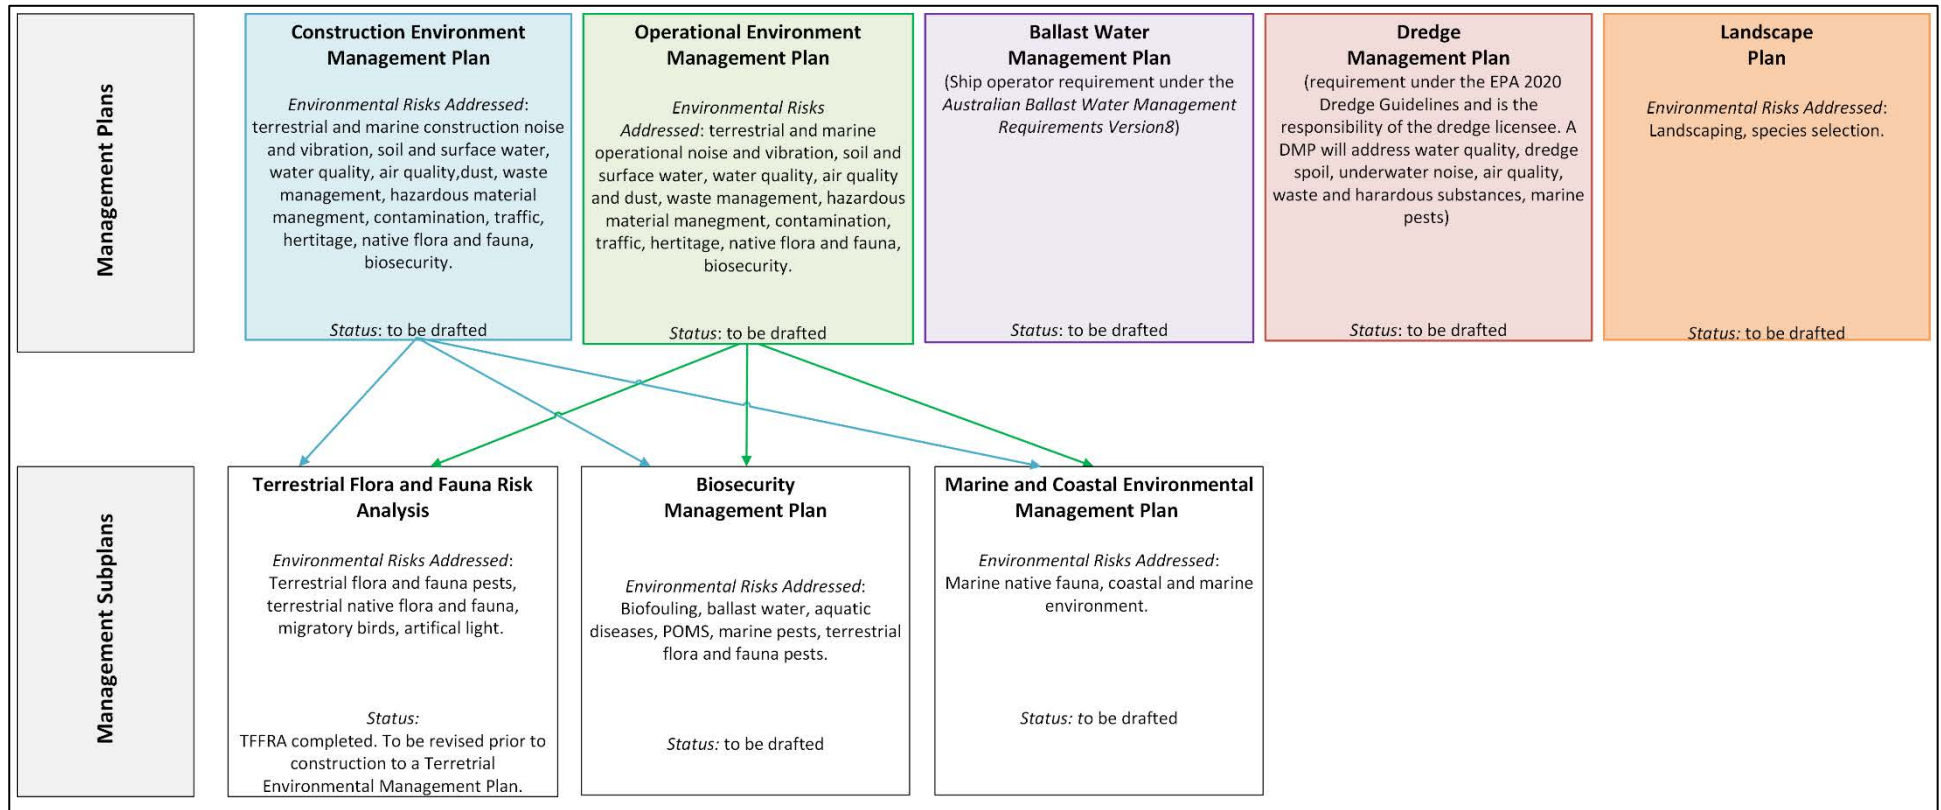 Management Plans
Construction Environment
Management Plan
Environmental Risks Addressed:
terrestrial and marine construction noise
and vibration, soil and surface water,
water quality, air quality,dust, waste
management, hazardous material
manegment, contamination, traffic,
hertitage, native flora and fauna,
biosecurity.
Status: to be drafted
Operational Environment
Management Plan
Environmental Risks
Addressed: terrestrial and marine
operational noise and vibration, soil and
surface water, water quality, air quality
and dust, waste management, hazardous
material manegment, contamination,
traffic, hertitage, native flora and fauna,
biosecurity.
Status: to be drafted
Ballast Water
Management Plan
(Ship operator requirement under the
Australian Ballast Water Management
Requirements Version8)
Status: to be drafted
Dredge
Management Plan
(requirement under the EPA 2020
Dredge Guidelines and is the
responsibility of the dredge licensee. A
DMP will address water quality, dredge
spoil, underwater noise, air quality,
waste and harardous substances, marine
pests)
Status: to be drafted
Landscape
Plan
Environmental Risks Addressed:
Landscaping, species selection.
Status: to be drafted
Management Subplans
Terrestrial Flora and Fauna Risk
Analysis
Environmental Risks Addressed:
Terrestrial flora and fauna pests,
terrestrial native flora and fauna,
migratory birds, artifical light.
Status:
TFFRA completed. To be revised prior to
construction to a Terretrial
Environmental Management Plan.
Biosecurity
Management Plan
Environmental Risks Addressed:
Biofouling, ballast water, aquatic
diseases, POMS, marine pests, terrestrial
flora and fauna pests.
Status: to be drafted
Marine and Coastal Environmental
Management Plan
Environmental Risks Addressed:
Marine native fauna, coastal and marine
environment.
Status: to be drafted